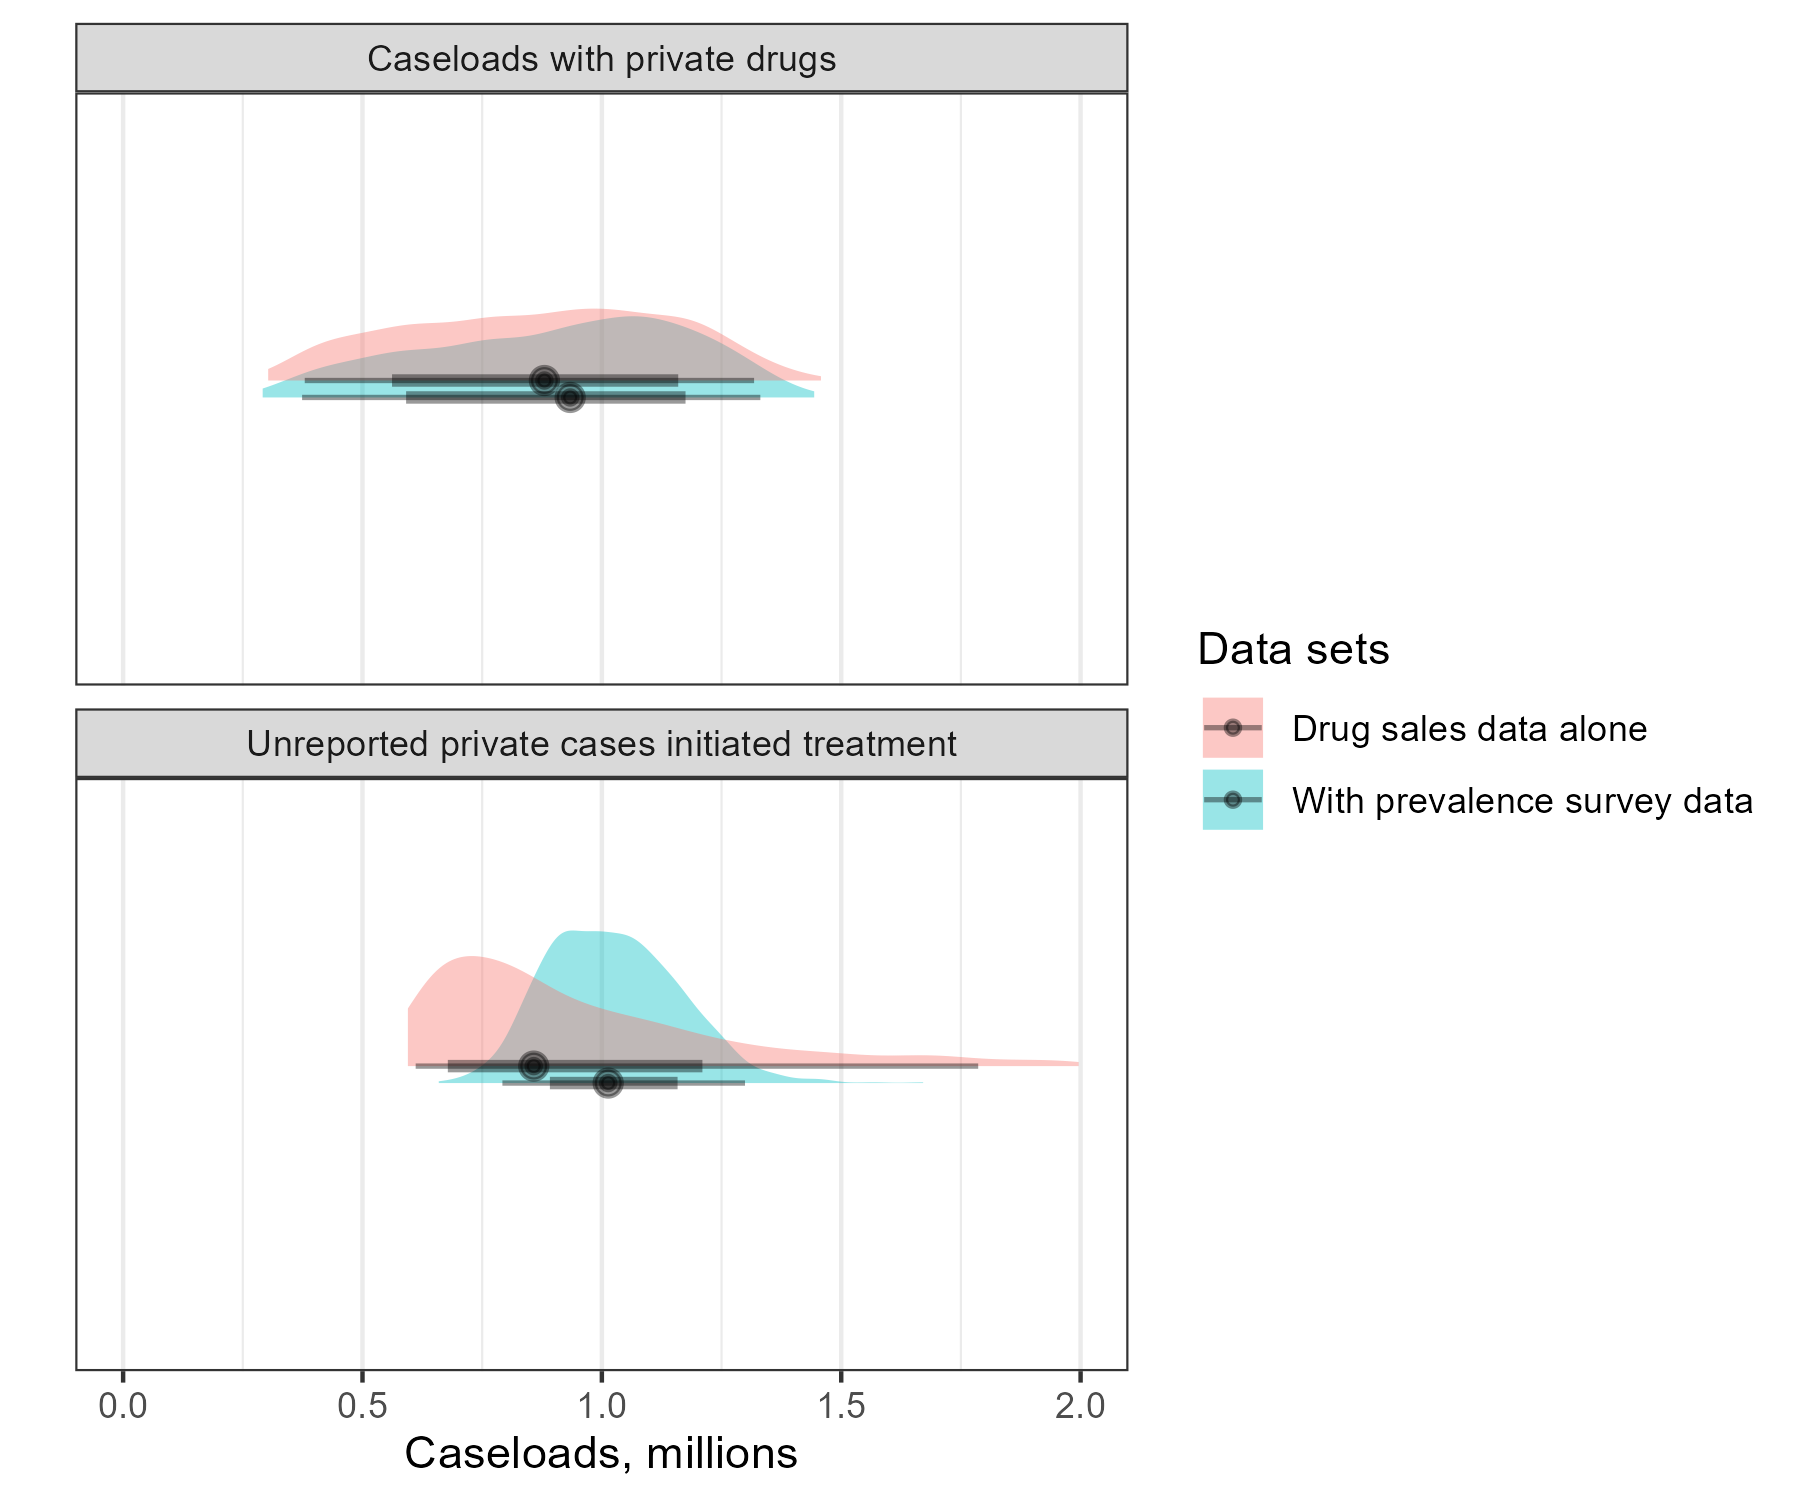 Caseloads with private drugs
Unreported private cases initiated treatment
0.0 0.5 1.0 1.5 2.0
Caseloads, millions
Data sets
Drug sales data alone
With prevalence survey data